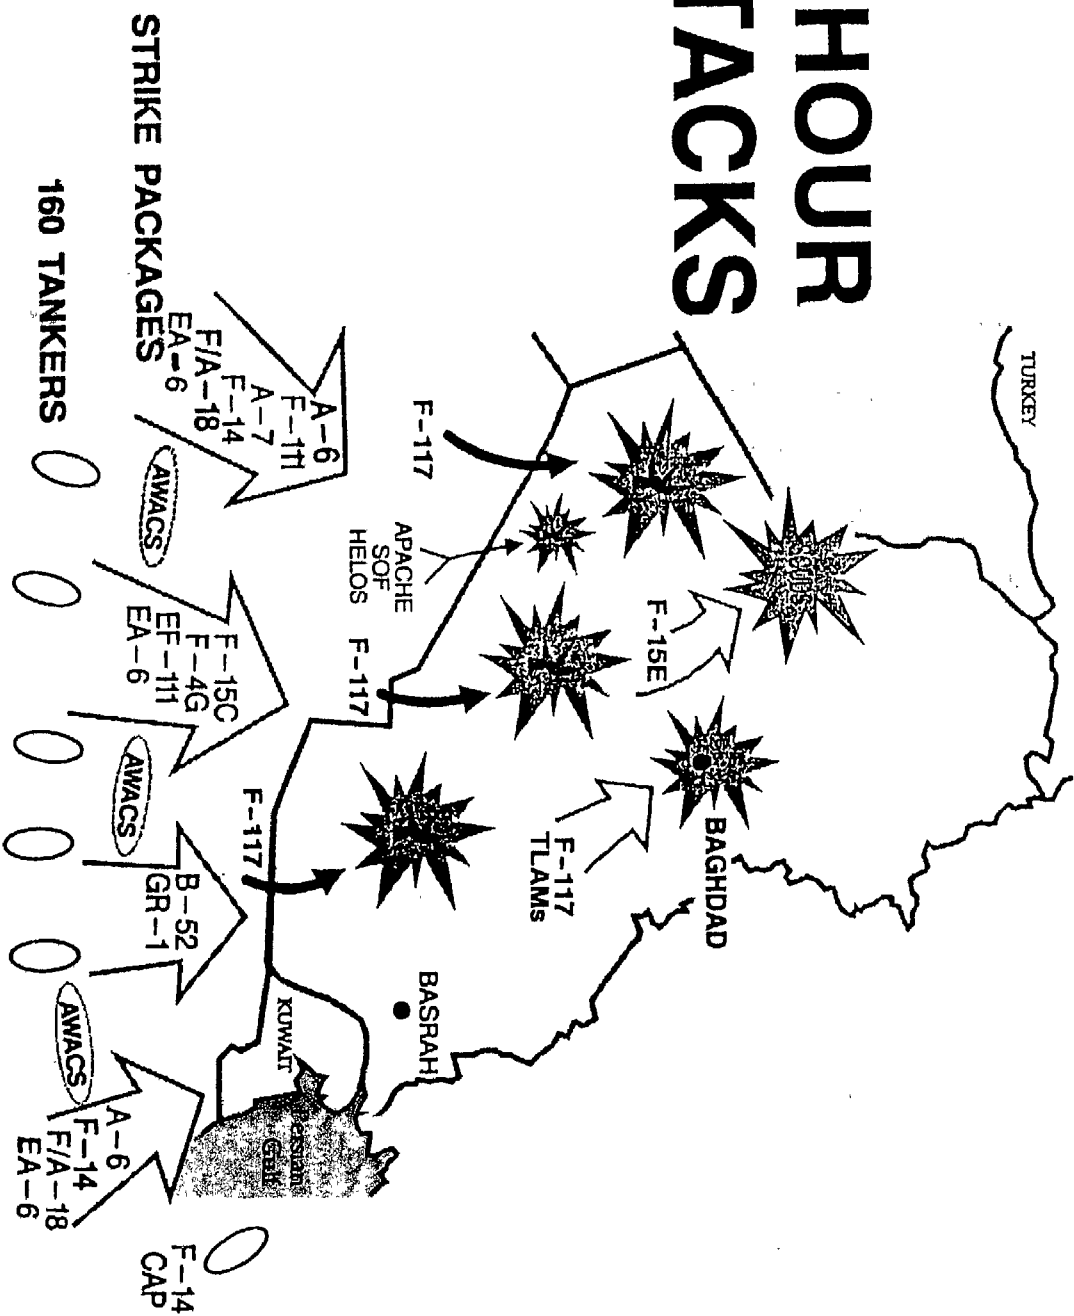 HOUR
TACKS
TURKEY
F-15E
BAGHDAD
F-117
TLAMs
F-117
APACHE
SOF
HELOS
F-117
BASRAH
F-117
KUWAIT
Persian
Gulf
A-6
F-111
A-7
F-14
F/A-18
EA-6
F-15C
F-4G
EF-111
EA-6
B-52
GR-1
A-6
F-14
F/A-18
EA-6
F-14
CAP
STRIKE PACKAGES
AWACS
AWACS
AWACS
160 TANKERS